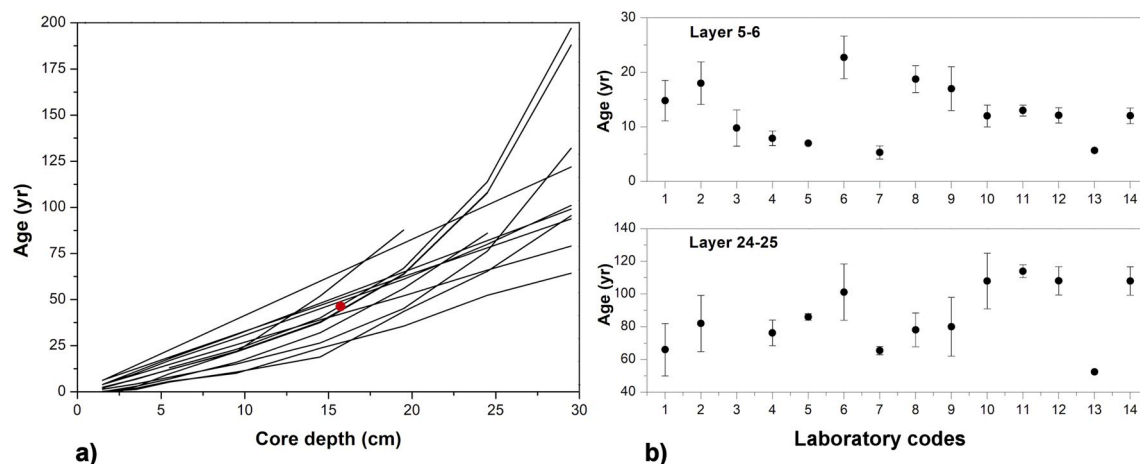 200
175
150
125
100
75
50
25
0
Age (yr)
0 5 10 15 20 25 30
Core depth (cm)
a)
30
20
10
0
Age (yr)
Layer 5-6
1 2 3 4 5 6 7 8 9 10 11 12 13 14
140
120
100
80
60
40
Age (yr)
Layer 24-25
1 2 3 4 5 6 7 8 9 10 11 12 13 14
b)
Laboratory codes